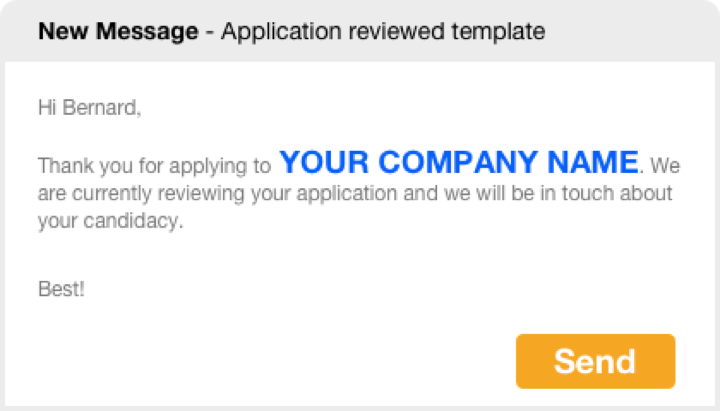 New Message - Application reviewed template
Hi Bernard,
Thank you for applying to YOUR COMPANY NAME. We
are currently reviewing your application and we will be in touch about
your candidacy.
Best!
Send